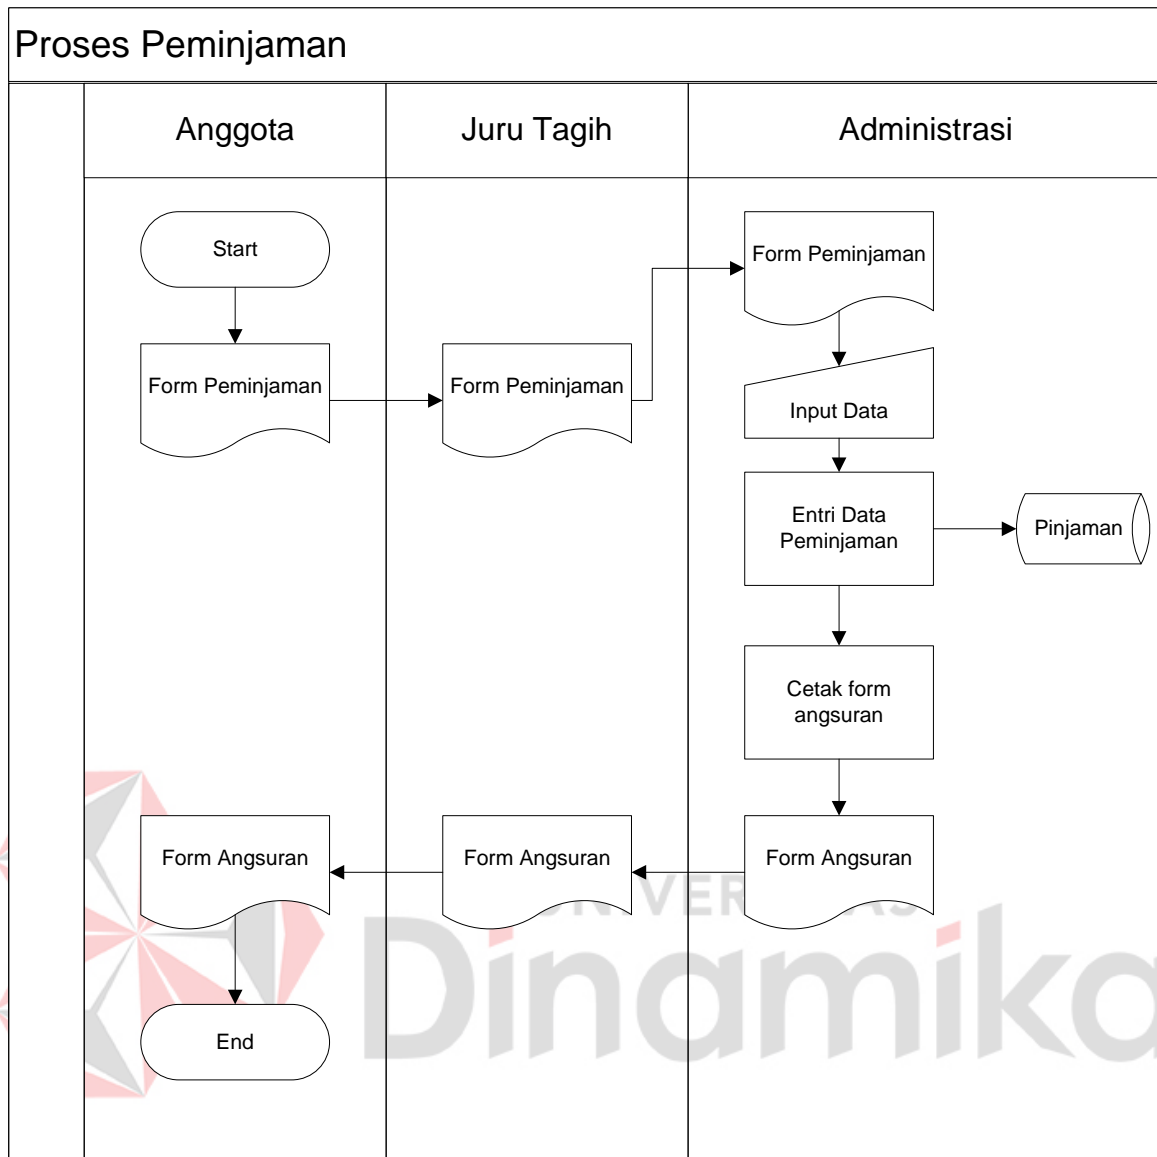 Proses Peminjaman
Anggota
Juru Tagih
Administrasi
Start
Form Peminjaman
Form Peminjaman
Form Peminjaman
Input Data
Entri Data
Peminjaman
Pinjaman
Cetak form
angsuran
Form Angsuran
Form Angsuran
Form Angsuran
End
Dinamika